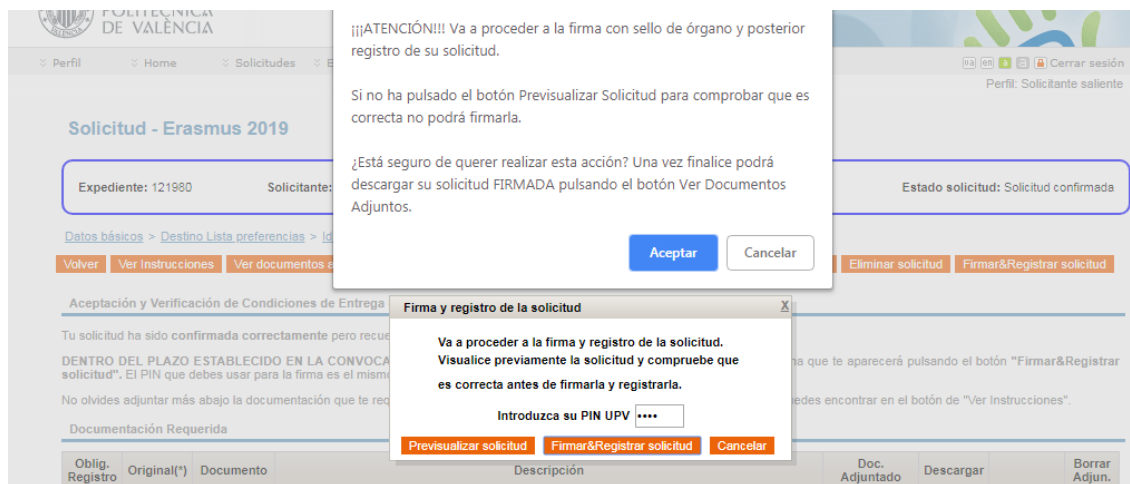 POLITÈCNICA
DE VALÈNCIA
¡¡¡ATENCIÓN!!! Va a proceder a la firma con sello de órgano y posterior
registro de su solicitud.
Si no ha pulsado el botón Previsualizar Solicitud para comprobar que es
correcta no podrá firmarla.
¿Está seguro de querer realizar esta acción? Una vez finalice podrá
descargar su solicitud FIRMADA pulsando el botón Ver Documentos
Adjuntos.
Aceptar Cancelar
Perfil Home Solicitudes E
va en Cerrar sesión
Perfil: Solicitante saliente
Solicitud - Erasmus 2019
Expediente: 121980 Solicitante: Estado solicitud: Solicitud confirmada
Datos básicos > Destino Lista preferencias > Id
Volver Ver Instrucciones Ver documentos a Eliminar solicitud Firmar&Registrar solicitud
Aceptación y Verificación de Condiciones de Entrega
Tu solicitud ha sido confirmada correctamente pero recue
DENTRO DEL PLAZO ESTABLECIDO EN LA CONVOCA na que te aparecerá pulsando el botón "Firmar&Registrar
solicitud". El PIN que debes usar para la firma es el mism
No olvides adjuntar más abajo la documentación que te req edes encontrar en el botón de "Ver Instrucciones".
Firma y registro de la solicitud X
Va a proceder a la firma y registro de la solicitud.
Visualice previamente la solicitud y compruebe que
es correcta antes de firmarla y registrarla.
Introduzca su PIN UPV ••••
Previsualizar solicitud Firmar&Registrar solicitud Cancelar
Documentación Requerida
Oblig.
Registro Original(*) Documento Descripción Doc.
Adjuntado Descargar Borrar
Adjun.